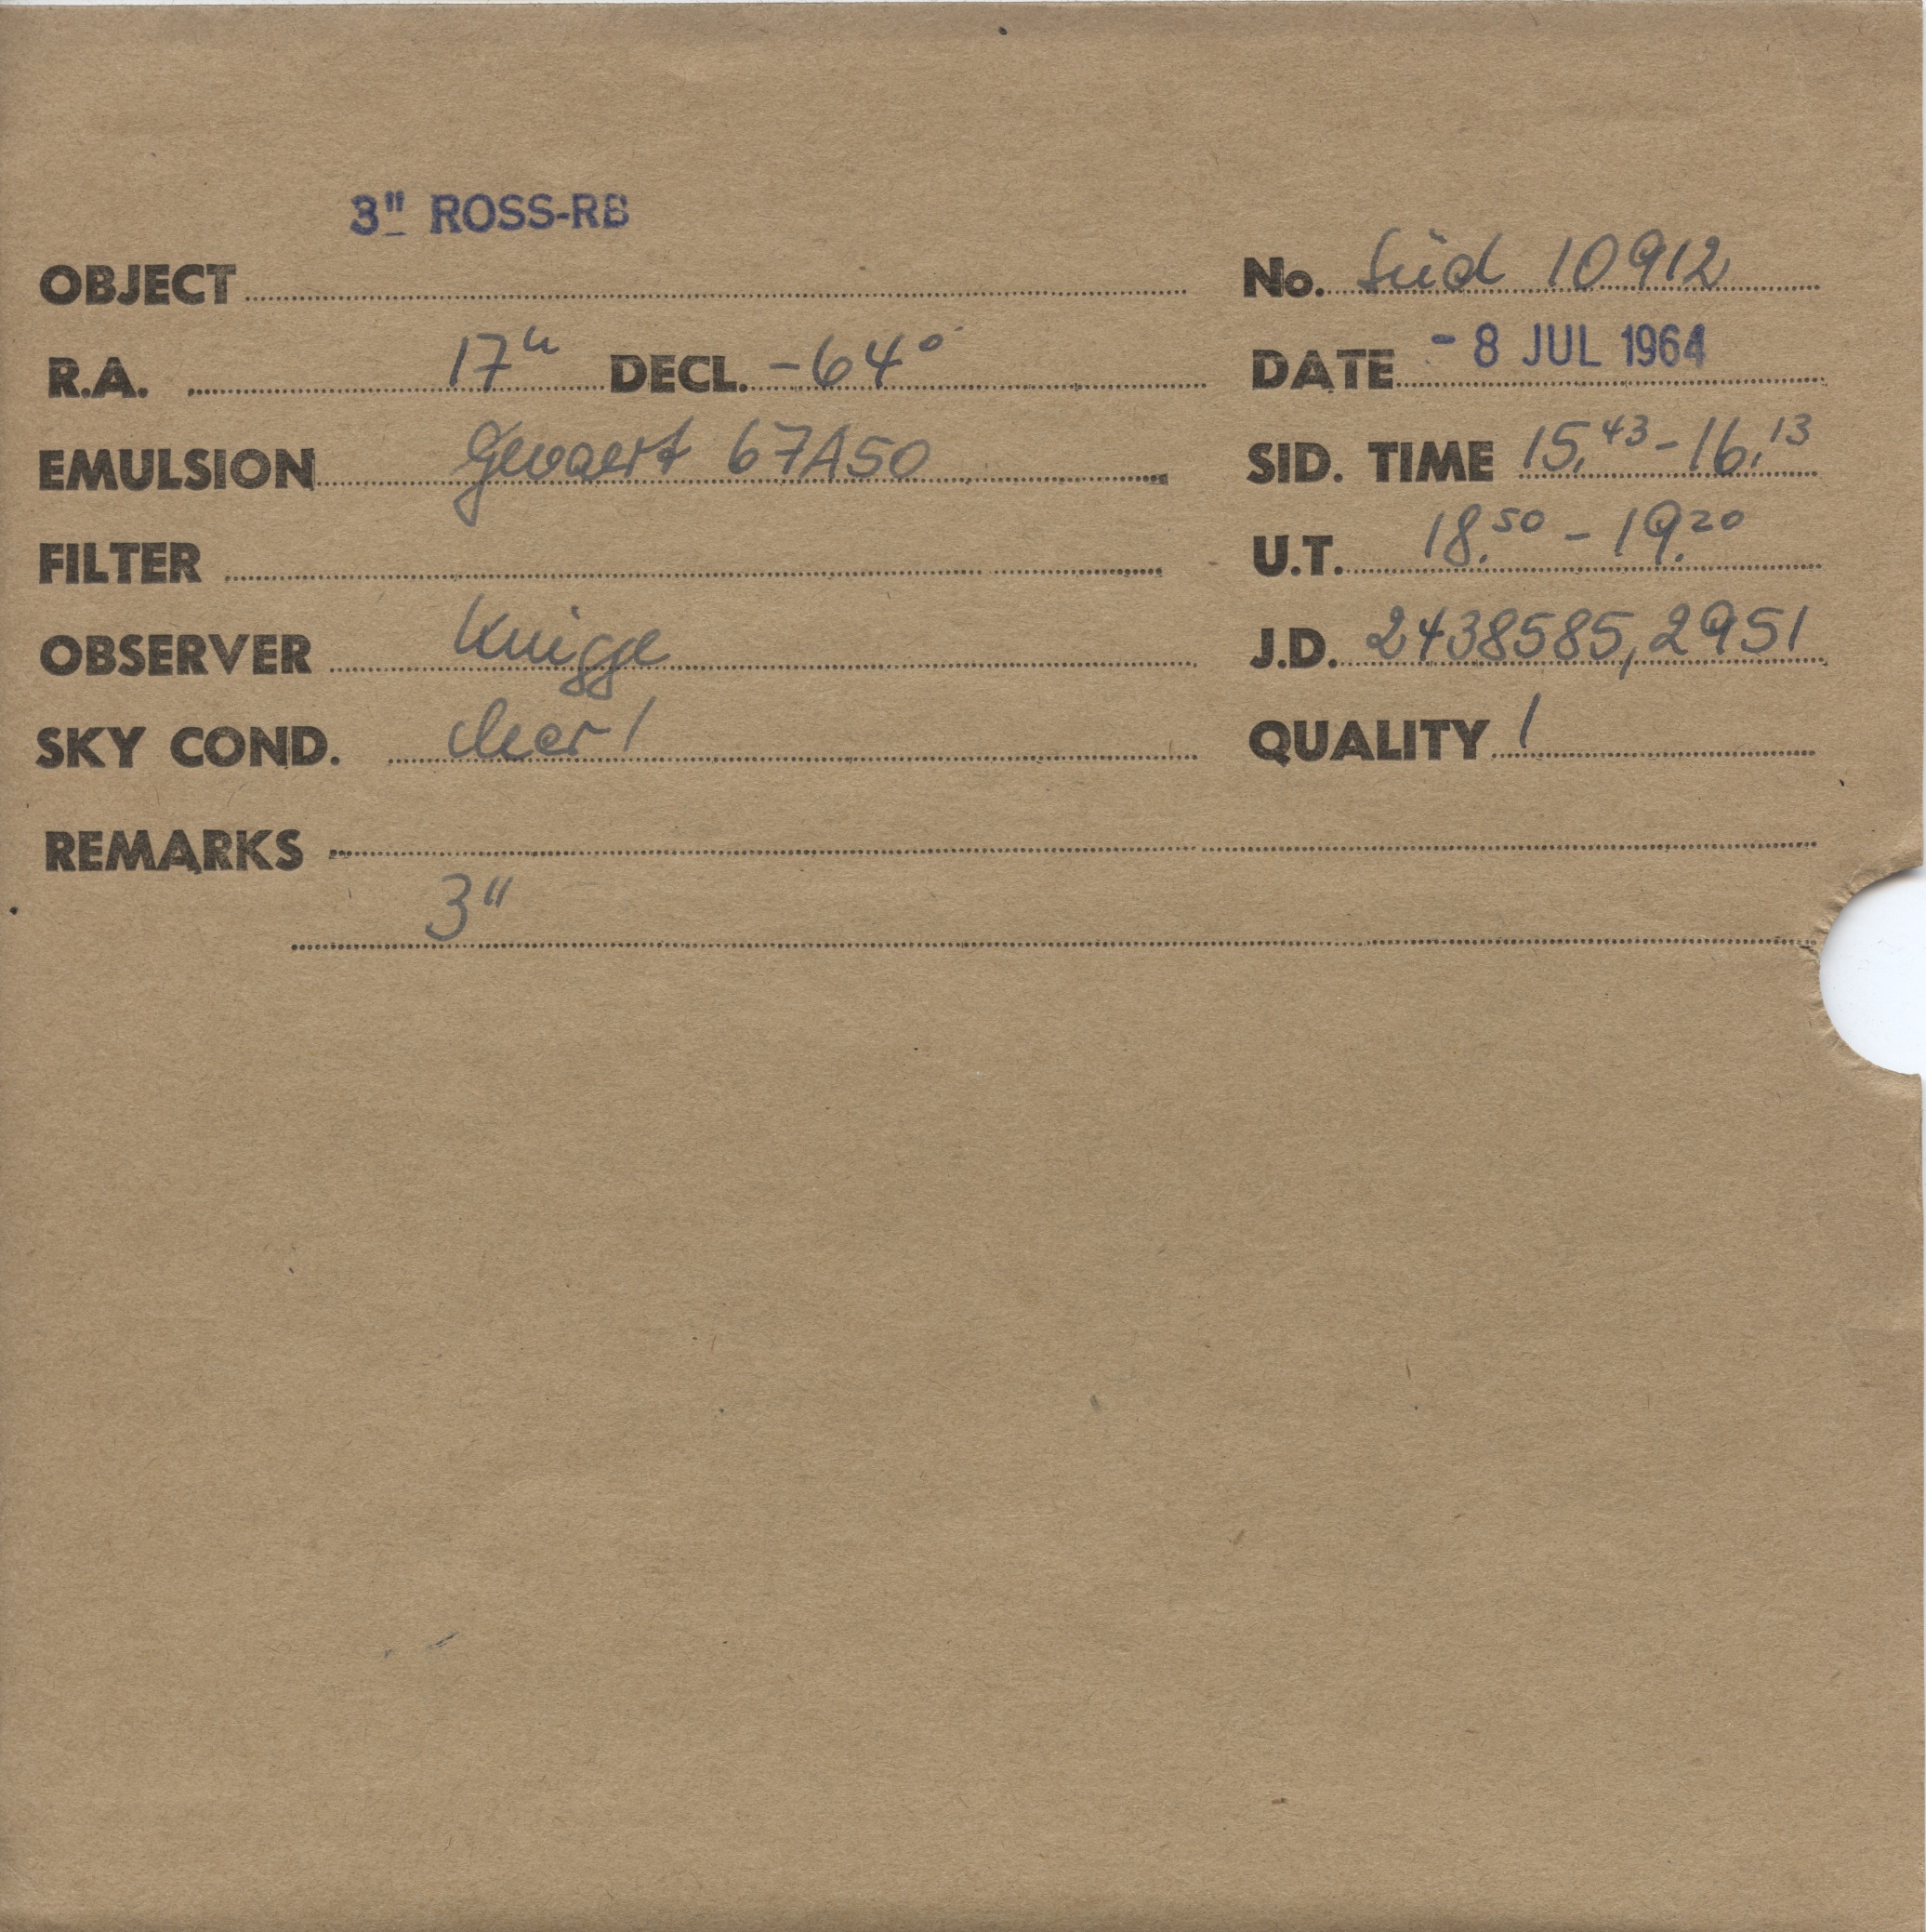 3" ROSS-RB
OBJECT No. Süd 10912
R.A. 17h DECL. -64° DATE - 8 JUL 1964
EMULSION Gevaert 67A50 SID. TIME 15,43 - 16,13
FILTER U.T. 18.50 - 19.20
OBSERVER Knigge J.D. 2438585,2951
SKY COND. clear 1 QUALITY 1
REMARKS
3"